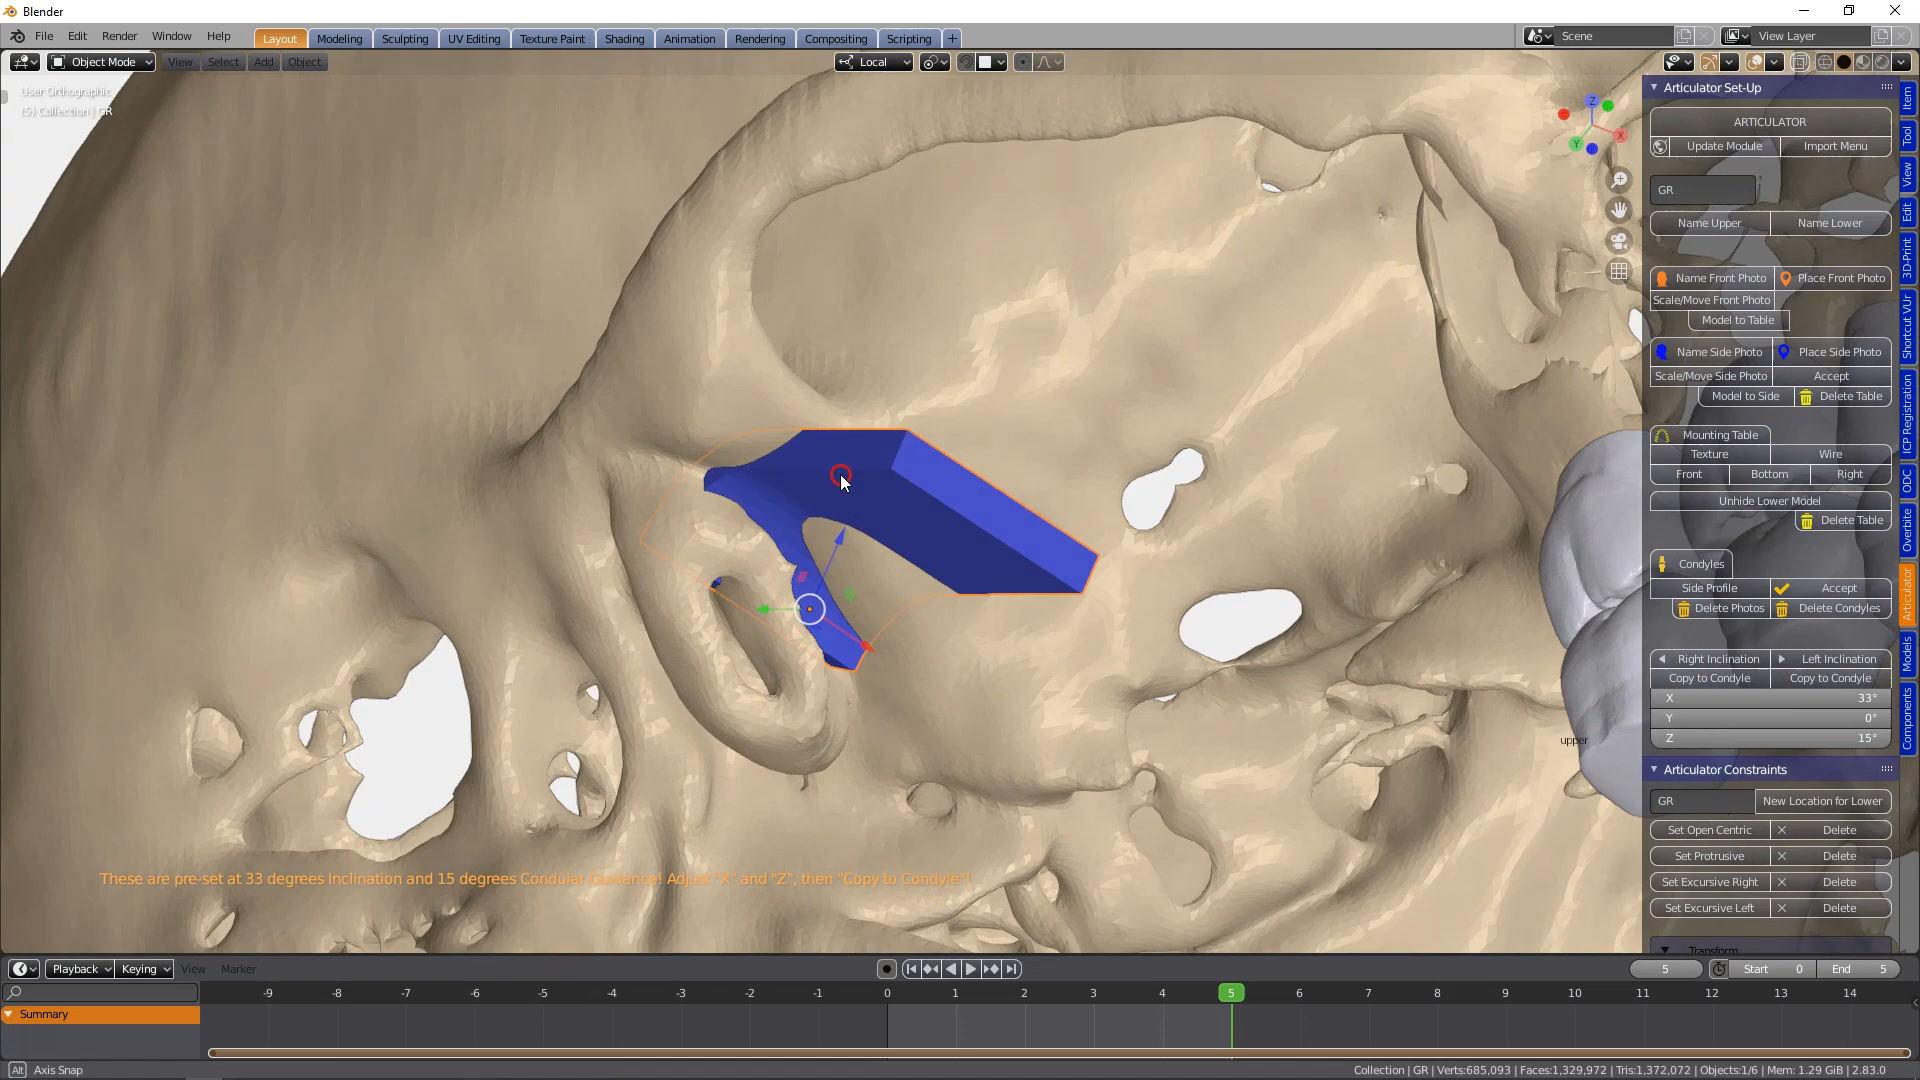 Blender
File Edit Render Window Help Layout Modeling Sculpting UV Editing Texture Paint Shading Animation Rendering Compositing Scripting + Scene View Layer
Object Mode View Select Add Object Local
User Orthographic
(5) Collection | GR
Z
X
Y
Articulator Set-Up
ARTICULATOR
Update Module Import Menu
GR
Name Upper Name Lower
Name Front Photo Place Front Photo
Scale/Move Front Photo
Model to Table
Name Side Photo Place Side Photo
Scale/Move Side Photo Accept
Model to Side Delete Table
Mounting Table
Texture Wire
Front Bottom Right
Unhide Lower Model
Delete Table
Condyles
Side Profile Accept
Delete Photos Delete Condyles
Right Inclination Left Inclination
Copy to Condyle Copy to Condyle
X 33°
Y 0°
Z 15°
upper
Articulator Constraints
GR New Location for Lower
Set Open Centric Delete
Set Protrusive Delete
Set Excursive Right Delete
Set Excursive Left Delete
Transform
Item
Tool
View
Edit
3D-Print
Shortcut VUr
ICP Registration
ODC
Overbite
Articulator
Models
Components
These are pre-set at 33 degrees Inclination and 15 degrees Condular Guidance! Adjust "X" and "Z", then "Copy to Condyle"!
Playback Keying View Marker 5 Start 0 End 5
-9 -8 -7 -6 -5 -4 -3 -2 -1 0 1 2 3 4 5 6 7 8 9 10 11 12 13 14
Summary
Alt Axis Snap
Collection | GR | Verts:685,093 | Faces:1,329,972 | Tris:1,372,072 | Objects:1/6 | Mem: 1.29 GiB | 2.83.0